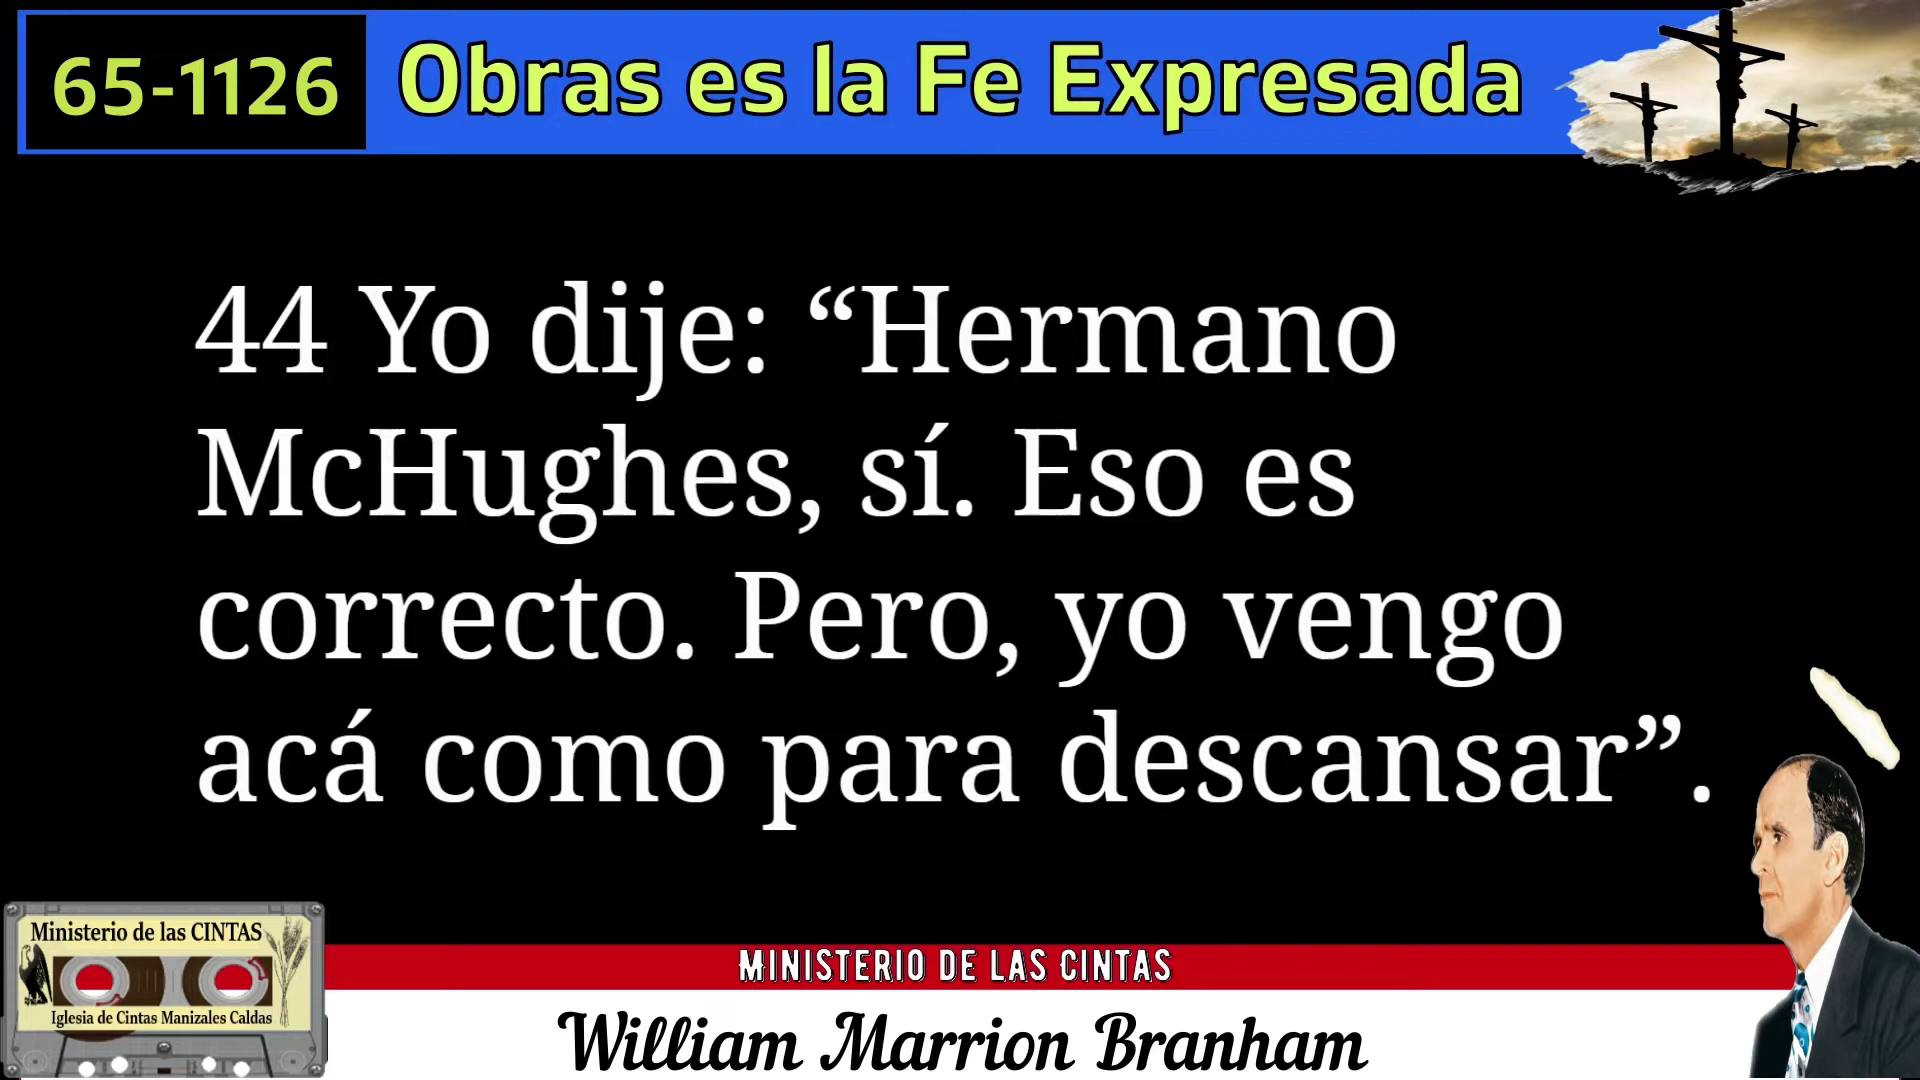 65-1126
Obras es la Fe Expresada
44 Yo dije: “Hermano
McHughes, sí. Eso es
correcto. Pero, yo vengo
acá como para descansar”.
Ministerio de las CINTAS
Iglesia de Cintas Manizales Caldas
MINISTERIO DE LAS CINTAS
William Marrion Branham